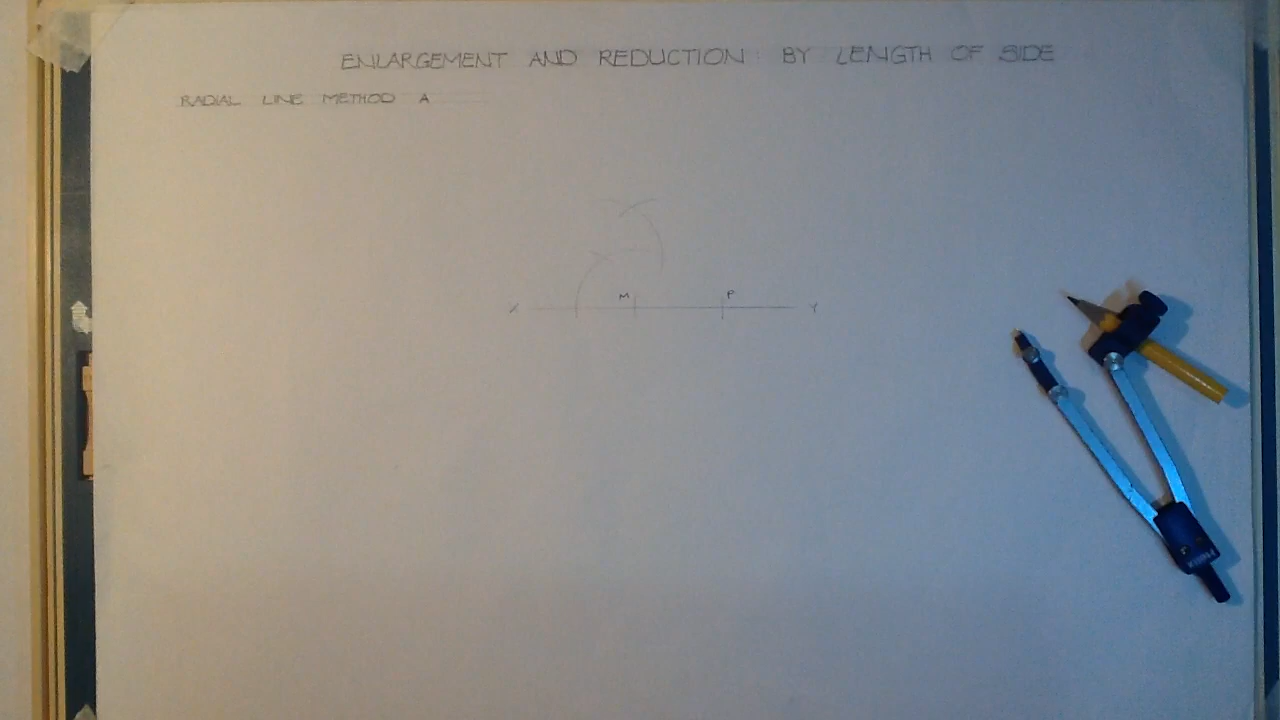 ENLARGEMENT AND REDUCTION : BY LENGTH OF SIDE
RADIAL LINE METHOD A
M P
X Y